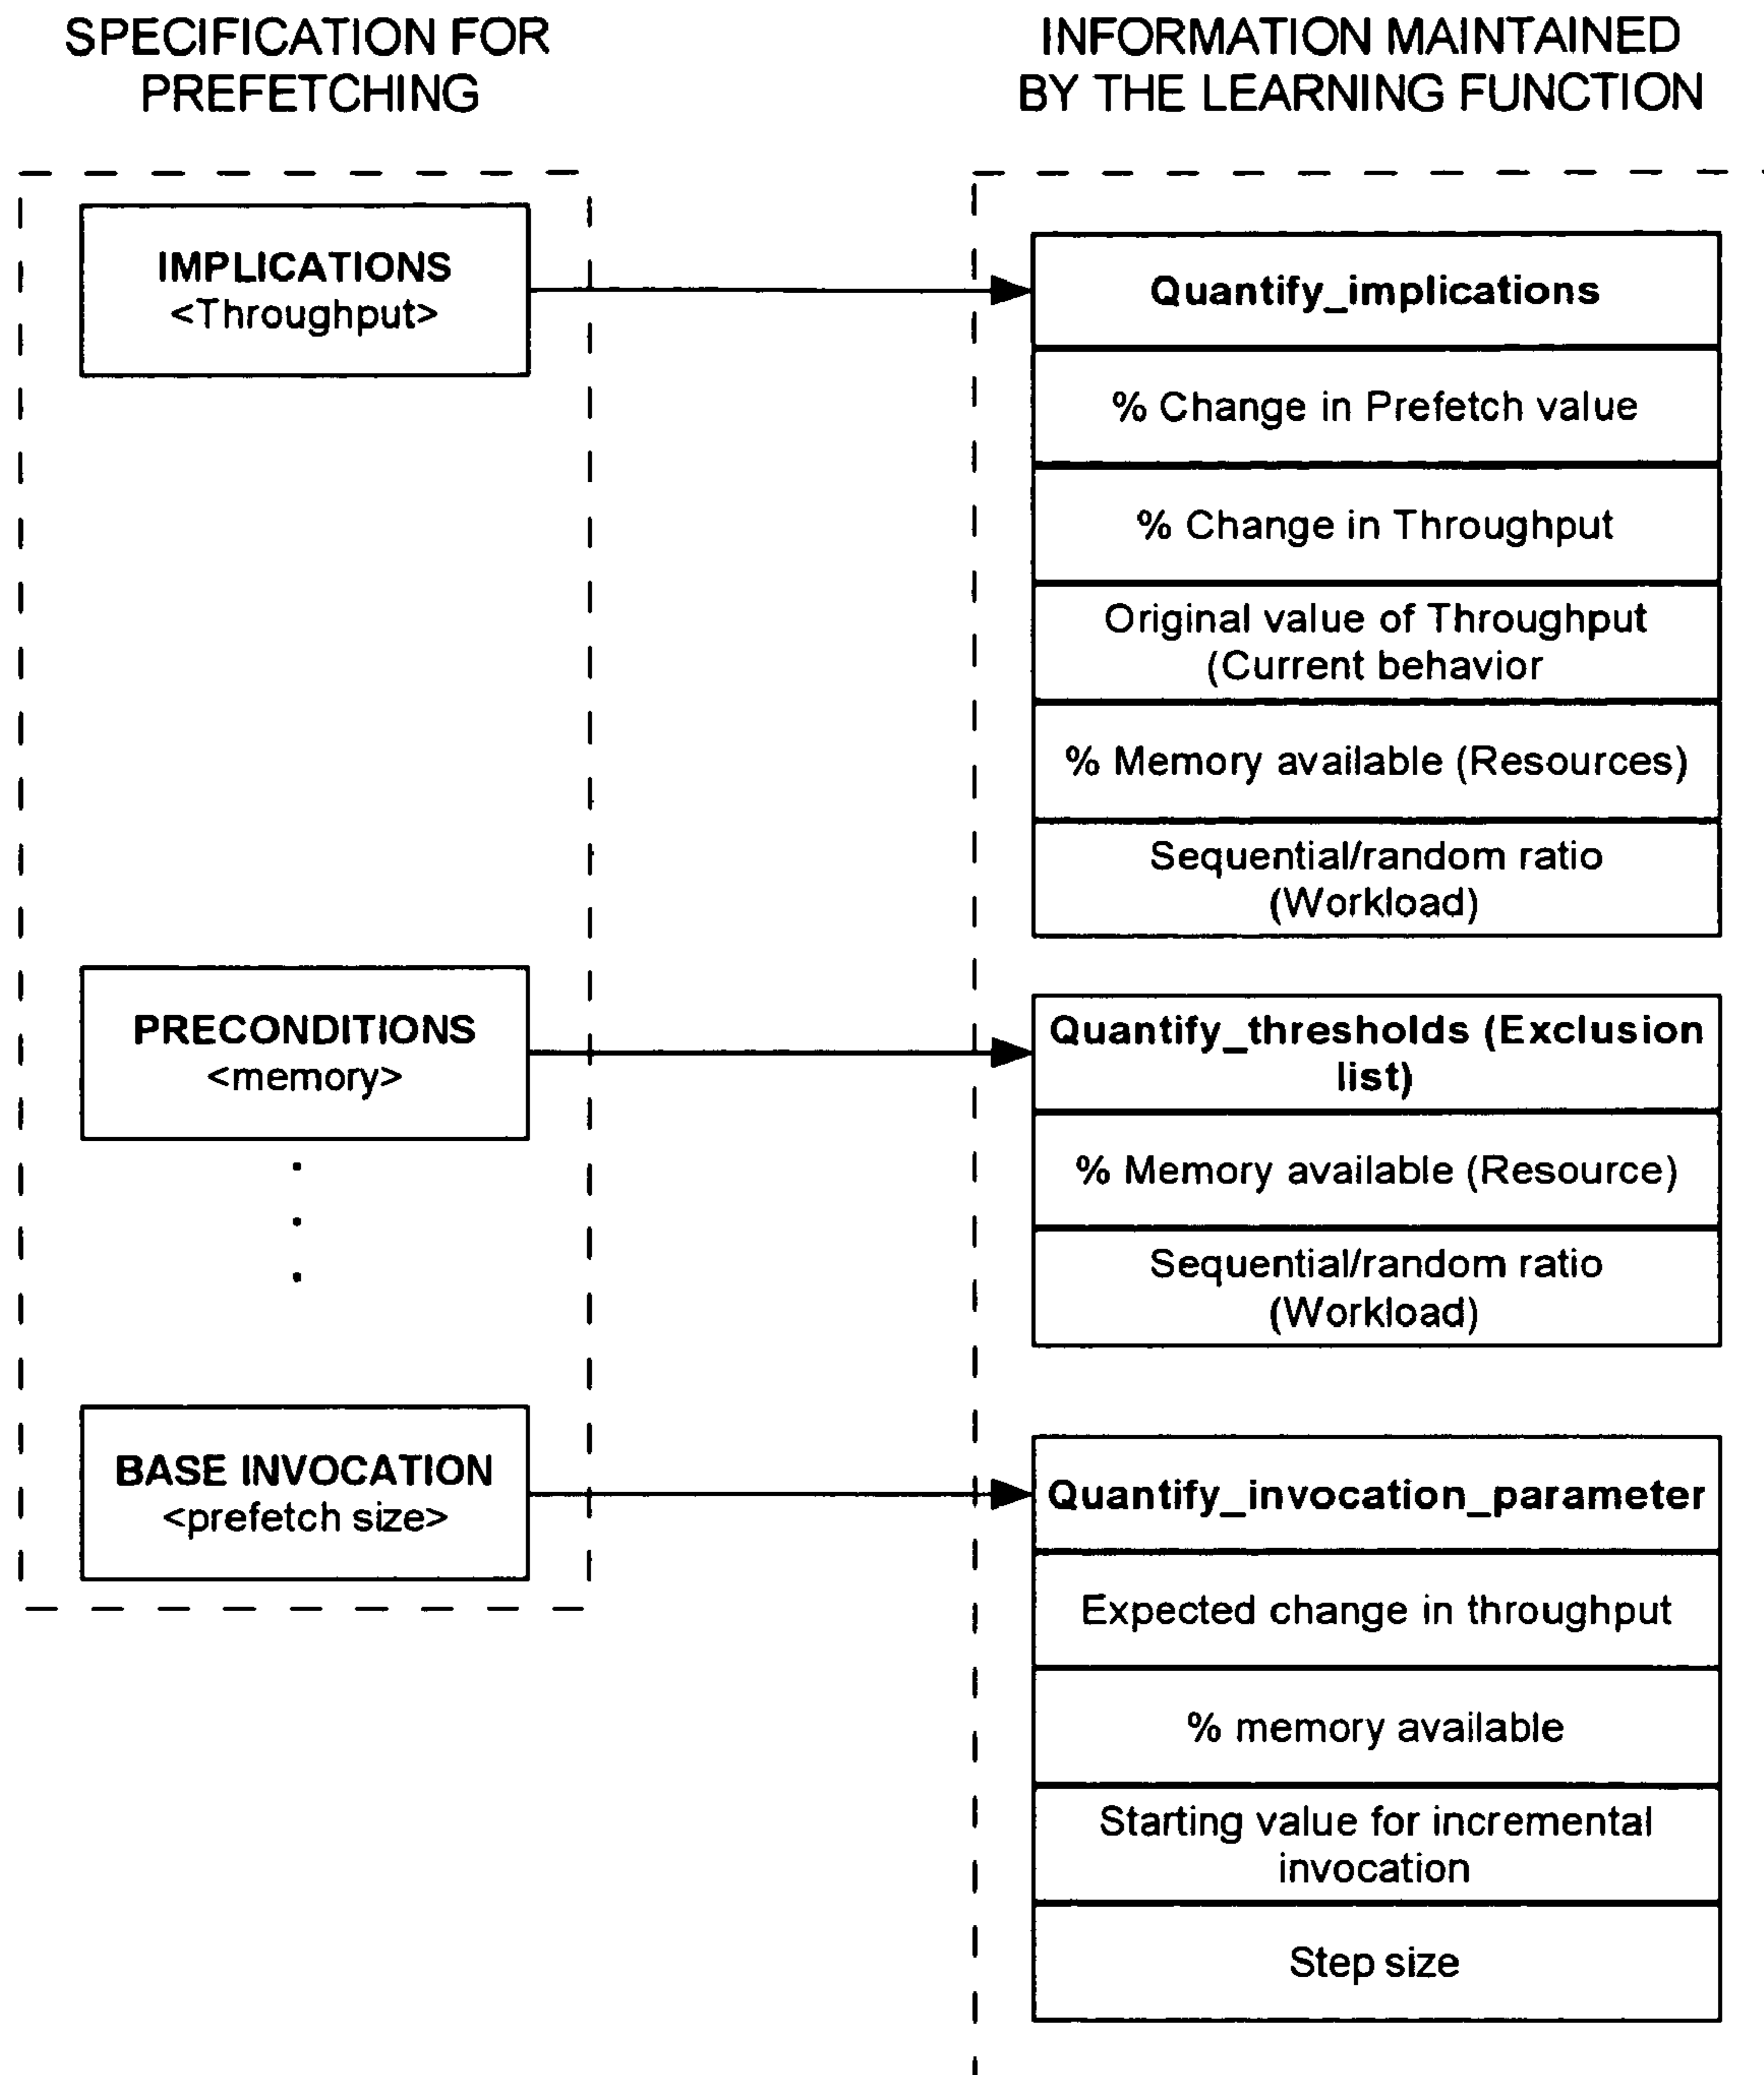 SPECIFICATION FOR
PREFETCHING
INFORMATION MAINTAINED
BY THE LEARNING FUNCTION
IMPLICATIONS
<Throughput>
Quantify_implications
% Change in Prefetch value
% Change in Throughput
Original value of Throughput
(Current behavior
% Memory available (Resources)
Sequential/random ratio
(Workload)
PRECONDITIONS
<memory>
Quantify_thresholds (Exclusion
list)
% Memory available (Resource)
Sequential/random ratio
(Workload)
BASE INVOCATION
<prefetch size>
Quantify_invocation_parameter
Expected change in throughput
% memory available
Starting value for incremental
invocation
Step size